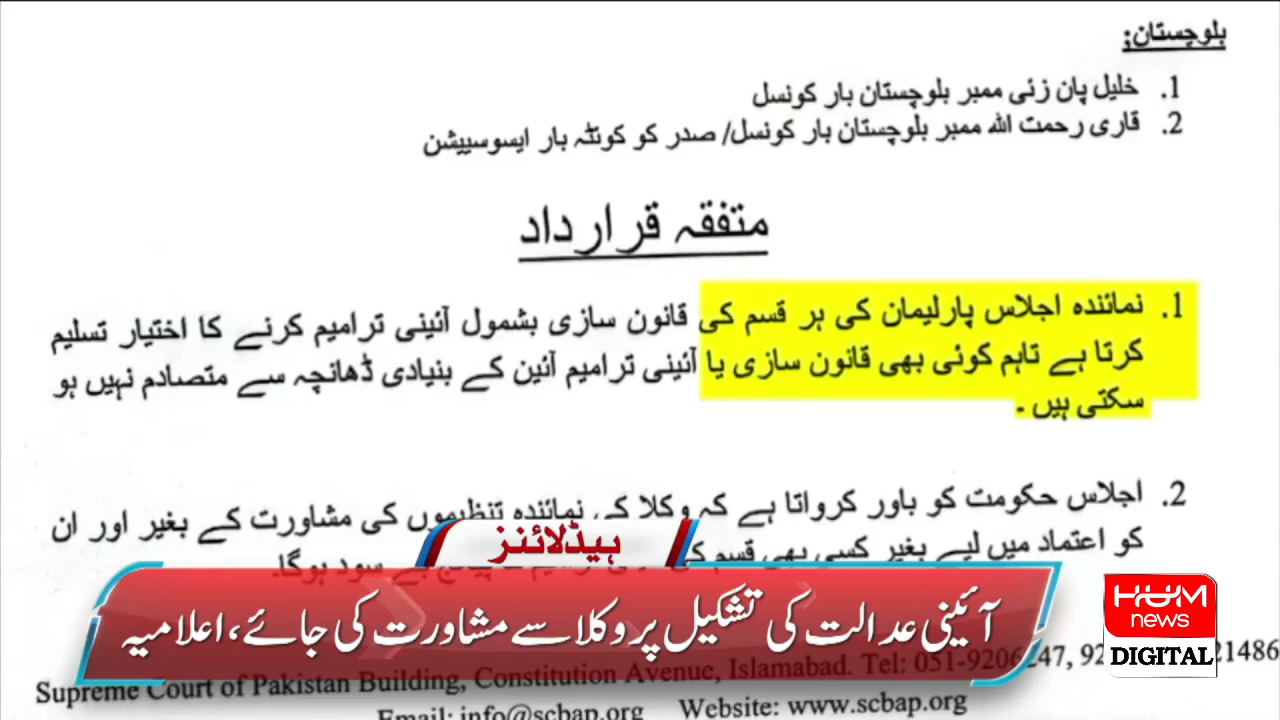 بلوچستان:
1. خلیل پان زئی ممبر بلوچستان بار کونسل
2. قاری رحمت اللہ ممبر بلوچستان بار کونسل/ صدر کو کوئٹہ بار ایسوسییشن
متفقہ قرارداد
1. نمائندہ اجلاس پارلیمان کی ہر قسم کی قانون سازی بشمول آئینی ترامیم کرنے کا اختیار تسلیم
کرتا ہے تاہم کوئی بھی قانون سازی یا آئینی ترامیم آئین کے بنیادی ڈھانچہ سے متصادم نہیں ہو
سکتی ہیں ۔
2. اجلاس حکومت کو باور کرواتا ہے کہ وکلا کی نمائندہ تنظیموں کی مشاورت کے بغیر اور ان
کو اعتماد میں لیے بغیر کسی بھی قسم سود ہوگا۔
ہیڈلائنز
آئینی عدالت کی تشکیل پر وکلا سے مشاورت کی جائے، اعلامیہ
HUM
news
DIGITAL
Supreme Court of Pakistan Building, Constitution Avenue, Islamabad. Tel: 051-9206247, 92 21486
Email: info@scbap.org Website: www.scbap.org